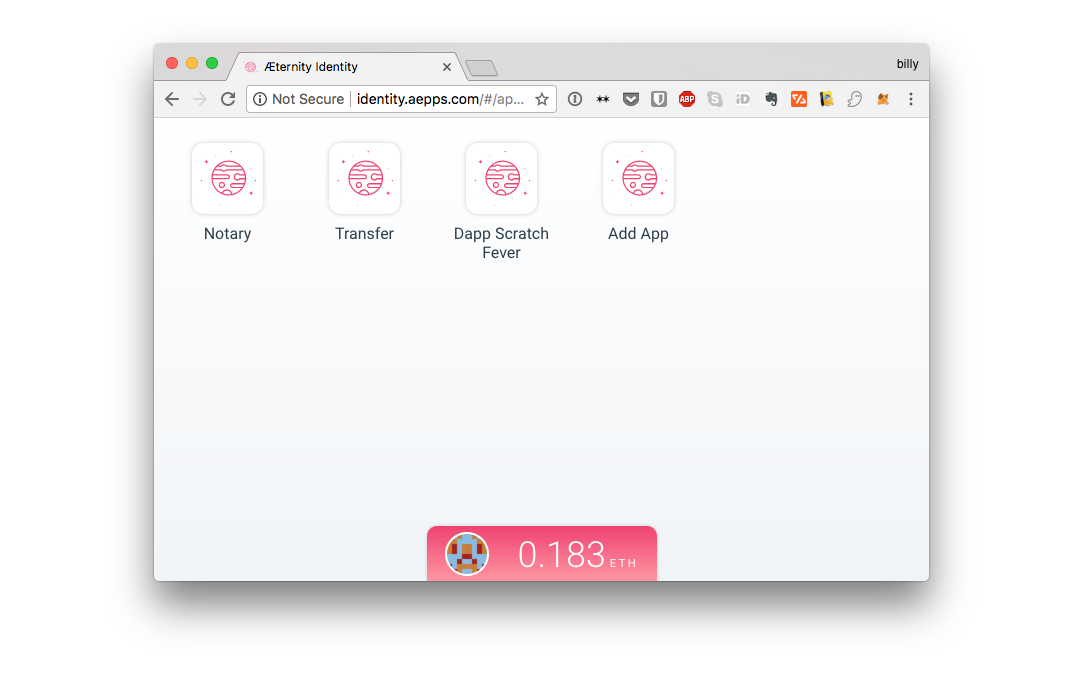 Æternity Identity
billy
Not Secure
identity.aepps.com/#/ap...
ABP
iD
Notary
Transfer
Dapp Scratch
Fever
Add App
0.183 ETH